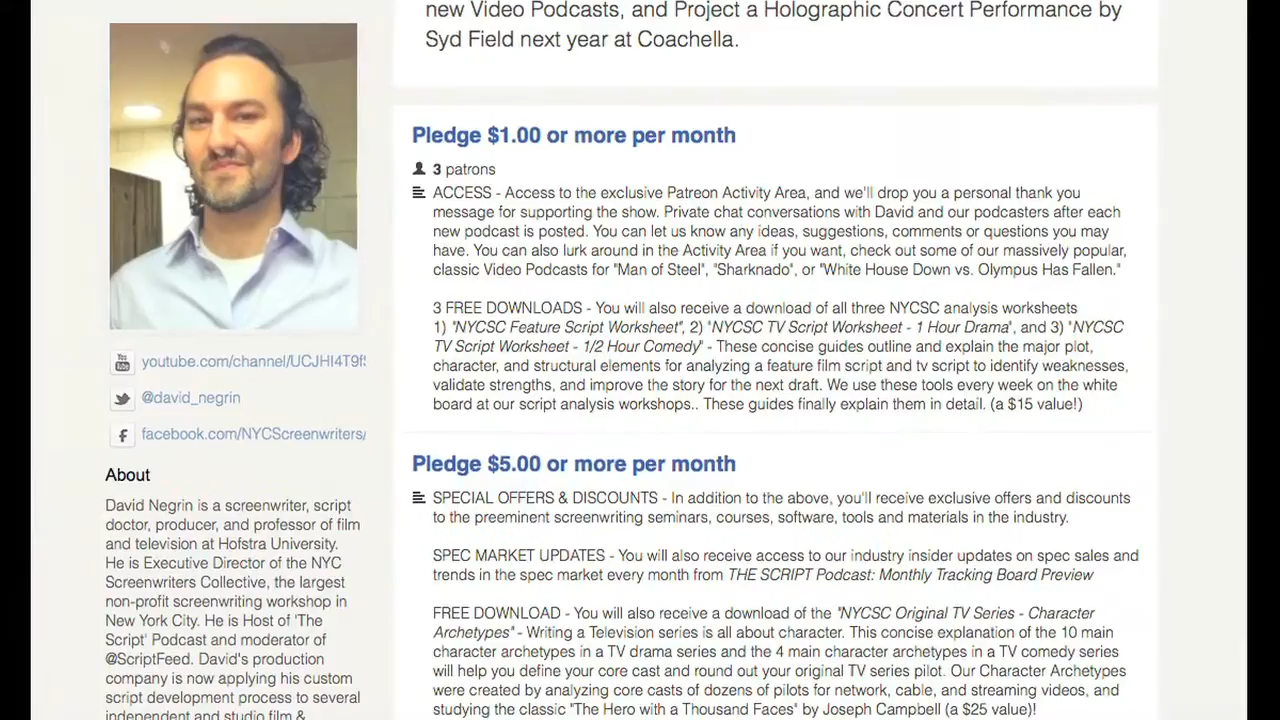 new Video Podcasts, and Project a Holographic Concert Performance by
Syd Field next year at Coachella.
Pledge $1.00 or more per month
3 patrons
ACCESS - Access to the exclusive Patreon Activity Area, and we'll drop you a personal thank you
message for supporting the show. Private chat conversations with David and our podcasters after each
new podcast is posted. You can let us know any ideas, suggestions, comments or questions you may
have. You can also lurk around in the Activity Area if you want, check out some of our massively popular,
classic Video Podcasts for "Man of Steel", "Sharknado", or "White House Down vs. Olympus Has Fallen."
3 FREE DOWNLOADS - You will also receive a download of all three NYCSC analysis worksheets
1) "NYCSC Feature Script Worksheet", 2) "NYCSC TV Script Worksheet - 1 Hour Drama", and 3) "NYCSC
TV Script Worksheet - 1/2 Hour Comedy" - These concise guides outline and explain the major plot,
character, and structural elements for analyzing a feature film script and tv script to identify weaknesses,
validate strengths, and improve the story for the next draft. We use these tools every week on the white
board at our script analysis workshops.. These guides finally explain them in detail. (a $15 value!)
Pledge $5.00 or more per month
SPECIAL OFFERS & DISCOUNTS - In addition to the above, you'll receive exclusive offers and discounts
to the preeminent screenwriting seminars, courses, software, tools and materials in the industry.
SPEC MARKET UPDATES - You will also receive access to our industry insider updates on spec sales and
trends in the spec market every month from THE SCRIPT Podcast: Monthly Tracking Board Preview
FREE DOWNLOAD - You will also receive a download of the "NYCSC Original TV Series - Character
Archetypes" - Writing a Television series is all about character. This concise explanation of the 10 main
character archetypes in a TV drama series and the 4 main character archetypes in a TV comedy series
will help you define your core cast and round out your original TV series pilot. Our Character Archetypes
were created by analyzing core casts of dozens of pilots for network, cable, and streaming videos, and
studying the classic "The Hero with a Thousand Faces" by Joseph Campbell (a $25 value)!
You Tube
youtube.com/channel/UCJHI4T9f
@david_negrin
facebook.com/NYCScreenwriters/
About
David Negrin is a screenwriter, script
doctor, producer, and professor of film
and television at Hofstra University.
He is Executive Director of the NYC
Screenwriters Collective, the largest
non-profit screenwriting workshop in
New York City. He is Host of 'The
Script' Podcast and moderator of
@ScriptFeed. David's production
company is now applying his custom
script development process to several
independent and studio film &